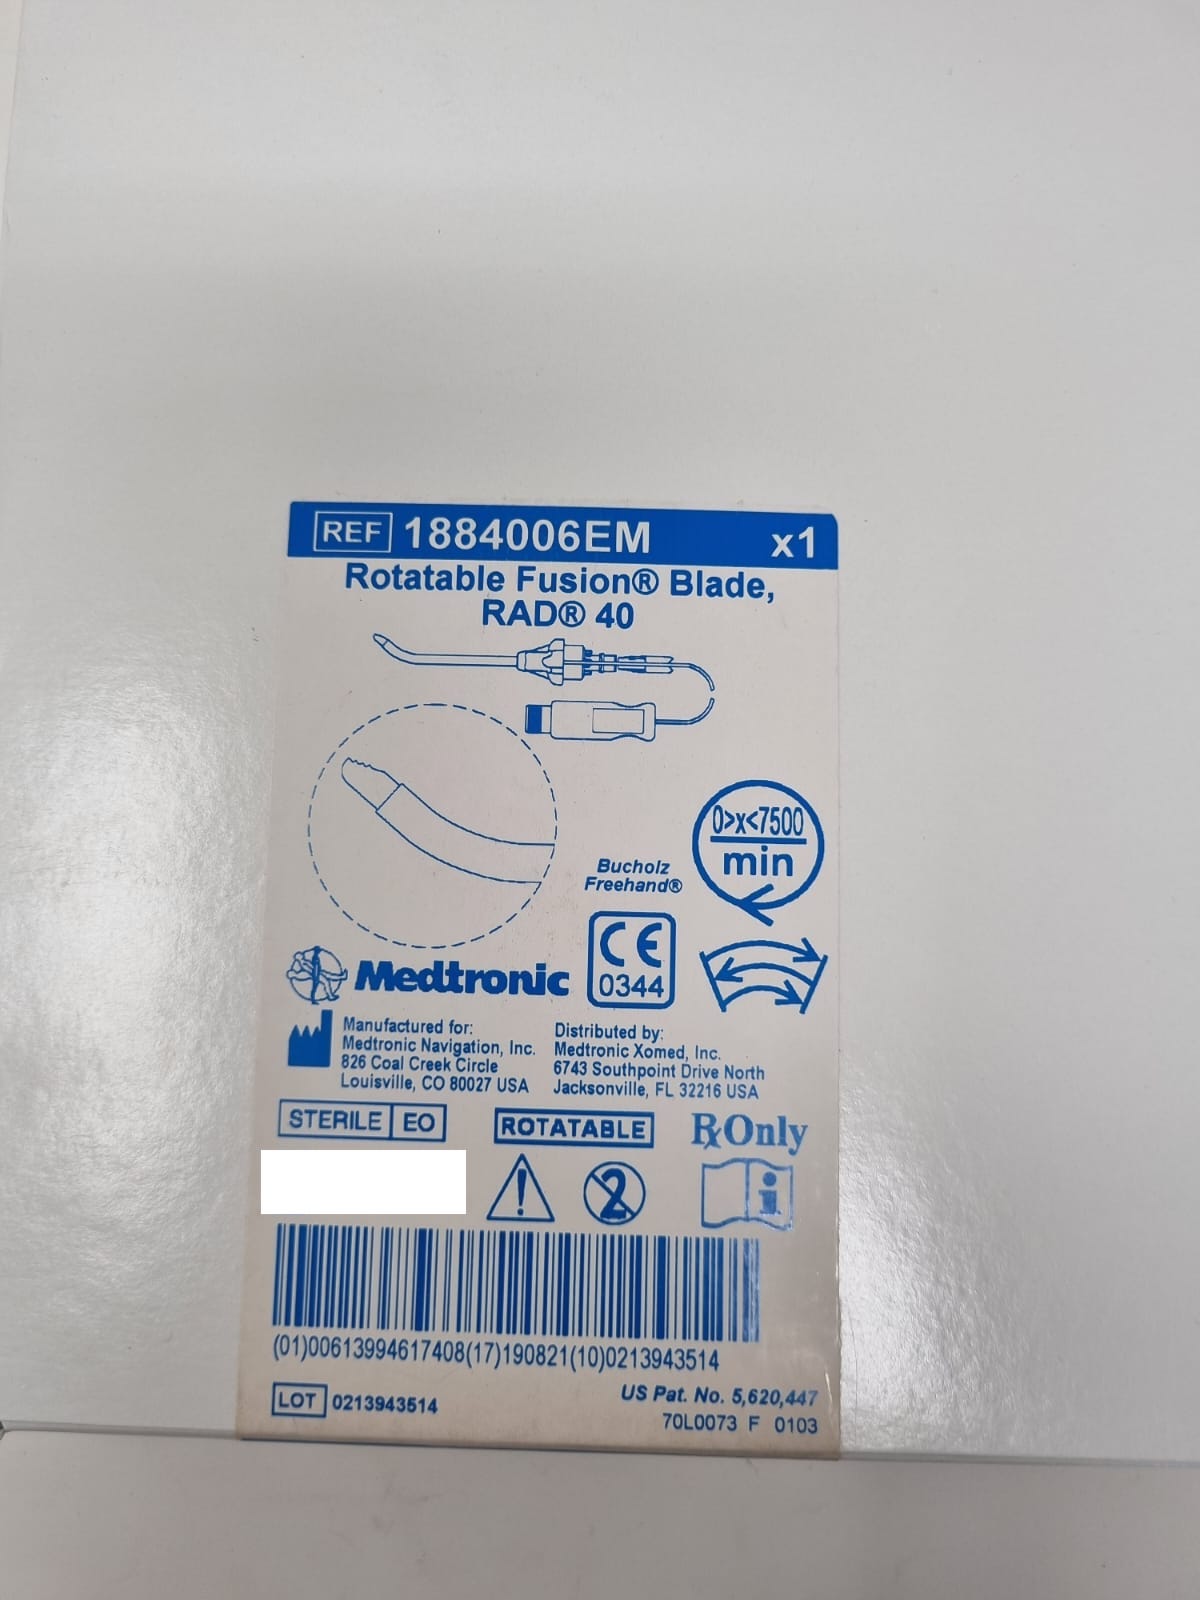 REF 1884006EM x1
Rotatable Fusion® Blade,
RAD® 40
0>x<7500
min
Bucholz
Freehand®
CE
0344
Medtronic
Manufactured for:
Medtronic Navigation, Inc.
826 Coal Creek Circle
Louisville, CO 80027 USA
Distributed by:
Medtronic Xomed, Inc.
6743 Southpoint Drive North
Jacksonville, FL 32216 USA
STERILE EO
ROTATABLE
Rx Only
2
(01)00613994617408(17)190821(10)0213943514
LOT 0213943514
US Pat. No. 5,620,447
70L0073 F 0103